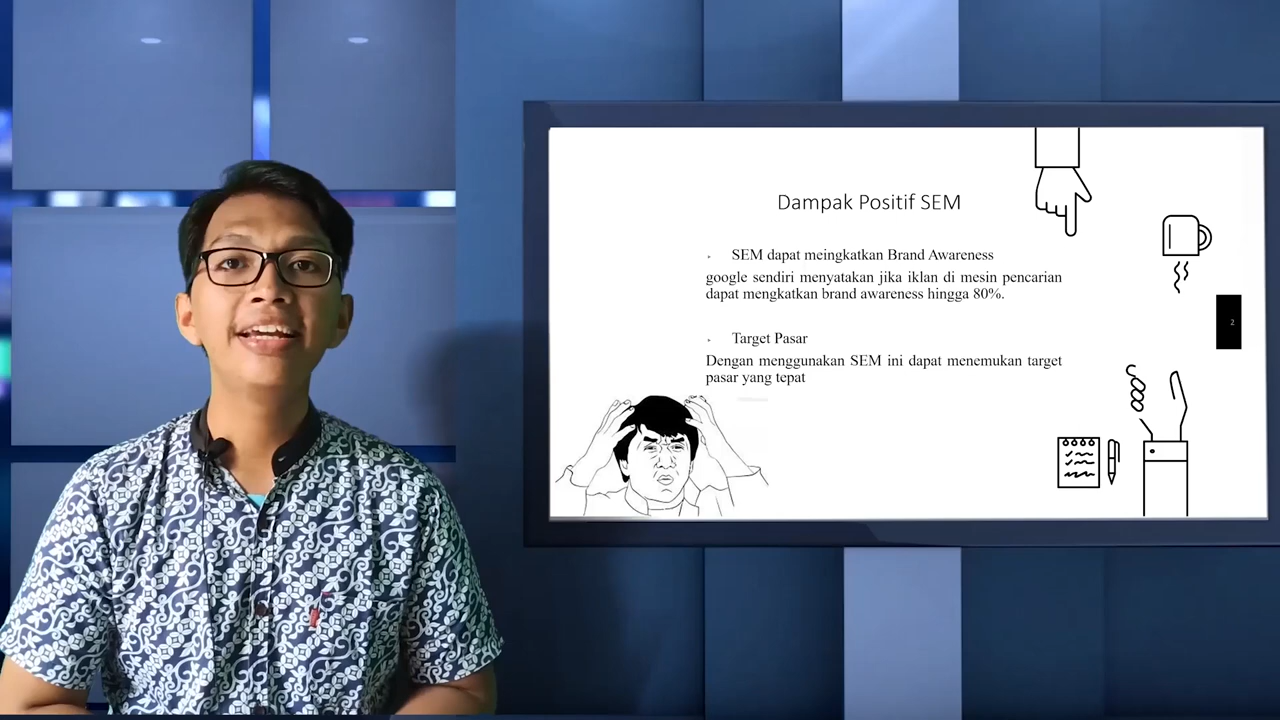 Dampak Positif SEM
SEM dapat meingkatkan Brand Awareness
google sendiri menyatakan jika iklan di mesin pencarian
dapat mengkatkan brand awareness hingga 80%.
Target Pasar
Dengan menggunakan SEM ini dapat menemukan target
pasar yang tepat
2